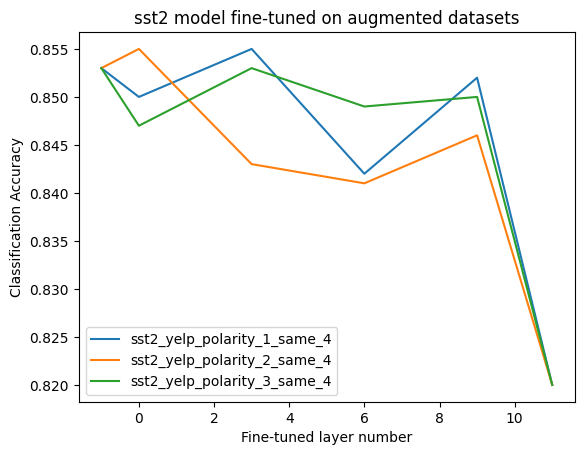 sst2 model fine-tuned on augmented datasets
Classification Accuracy
0.855
0.850
0.845
0.840
0.835
0.830
0.825
0.820
sst2_yelp_polarity_1_same_4
sst2_yelp_polarity_2_same_4
sst2_yelp_polarity_3_same_4
0 2 4 6 8 10
Fine-tuned layer number